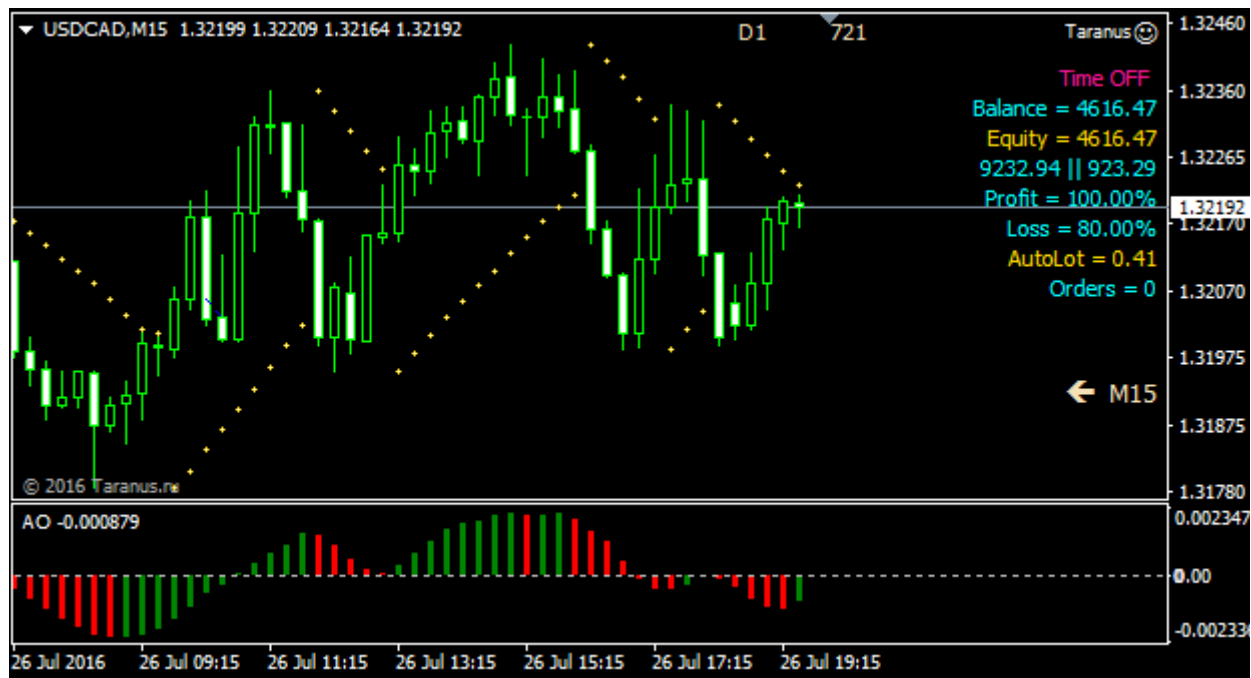 USDCAD,M15 1.32199 1.32209 1.32164 1.32192
D1 721
Taranus
Time OFF
Balance = 4616.47
Equity = 4616.47
9232.94 || 923.29
Profit = 100.00%
Loss = 80.00%
AutoLot = 0.41
Orders = 0
M15
1.32460
1.32360
1.32265
1.32192
1.32170
1.32070
1.31975
1.31875
1.31780
© 2016 Taranus.ru
AO -0.000879
0.002347
0.00
26 Jul 2016 26 Jul 09:15 26 Jul 11:15 26 Jul 13:15 26 Jul 15:15 26 Jul 17:15 26 Jul 19:15